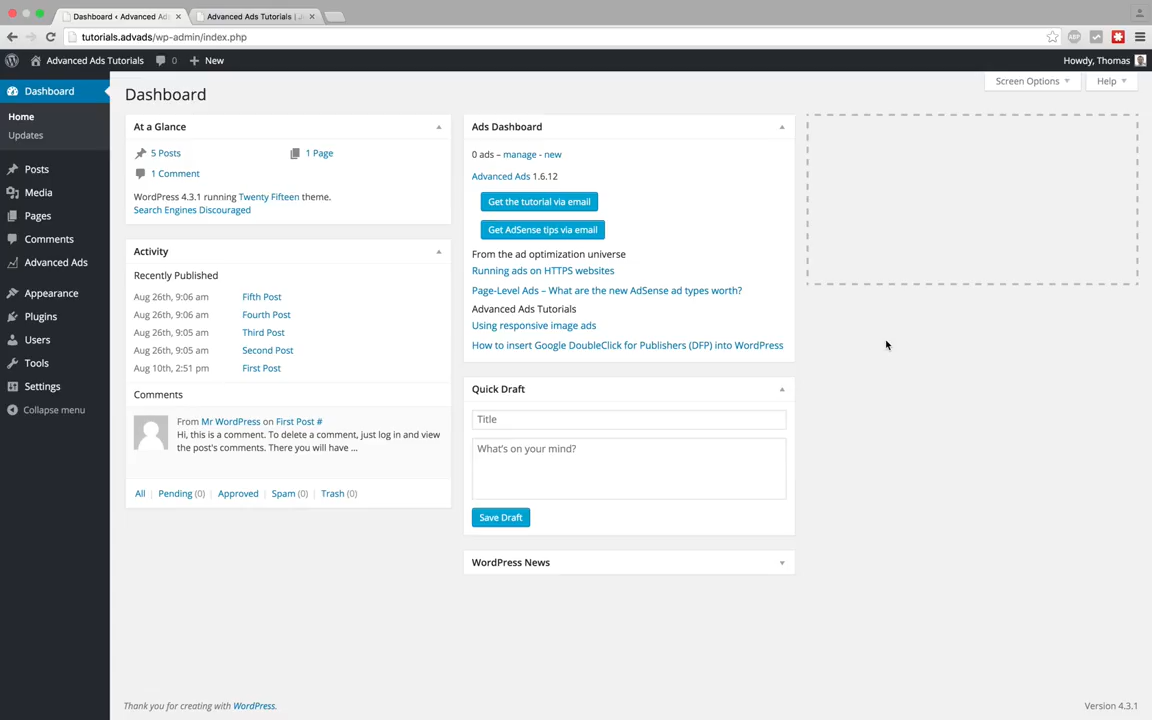 Dashboard ‹ Advanced Ads
Advanced Ads Tutorials | Ju
tutorials.advads/wp-admin/index.php
ABP
Advanced Ads Tutorials
0
New
Howdy, Thomas
Dashboard
Home
Updates
Posts
Media
Pages
Comments
Advanced Ads
Appearance
Plugins
Users
Tools
Settings
Collapse menu
Screen Options
Help
Dashboard
At a Glance
5 Posts
1 Page
1 Comment
WordPress 4.3.1 running Twenty Fifteen theme.
Search Engines Discouraged
Activity
Recently Published
Aug 26th, 9:06 am Fifth Post
Aug 26th, 9:06 am Fourth Post
Aug 26th, 9:05 am Third Post
Aug 26th, 9:05 am Second Post
Aug 10th, 2:51 pm First Post
Comments
From Mr WordPress on First Post #
Hi, this is a comment. To delete a comment, just log in and view
the post's comments. There you will have ...
All | Pending (0) | Approved | Spam (0) | Trash (0)
Ads Dashboard
0 ads – manage - new
Advanced Ads 1.6.12
Get the tutorial via email
Get AdSense tips via email
From the ad optimization universe
Running ads on HTTPS websites
Page-Level Ads – What are the new AdSense ad types worth?
Advanced Ads Tutorials
Using responsive image ads
How to insert Google DoubleClick for Publishers (DFP) into WordPress
Quick Draft
Title
What's on your mind?
Save Draft
WordPress News
Thank you for creating with WordPress.
Version 4.3.1